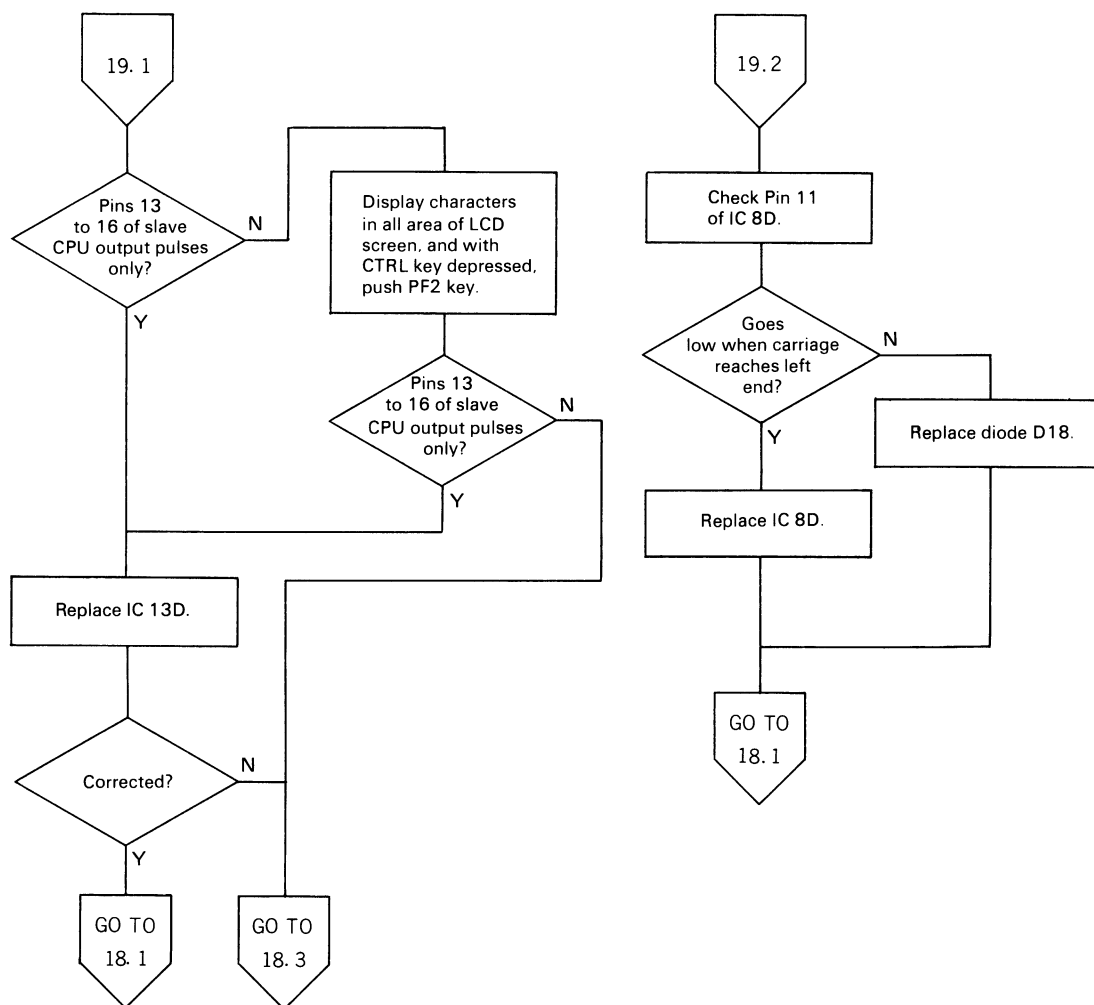 19. 1
Pins 13
to 16 of slave
CPU output pulses
only?
N
Y
Display characters
in all area of LCD
screen, and with
CTRL key depressed,
push PF2 key.
Pins 13
to 16 of slave
CPU output pulses
only?
N
Y
Replace IC 13D.
Corrected?
N
Y
GO TO
18. 1
GO TO
18. 3
19. 2
Check Pin 11
of IC 8D.
Goes
low when carriage
reaches left
end?
N
Y
Replace diode D18.
Replace IC 8D.
GO TO
18. 1